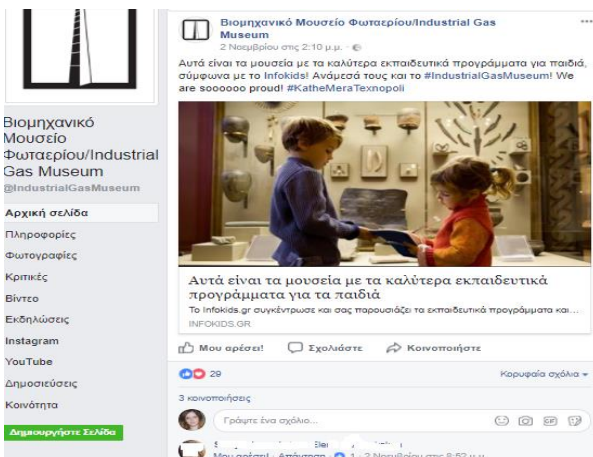 Βιομηχανικό
Μουσείο
Φωταερίου/Industrial
Gas Museum
@IndustrialGasMuseum
Αρχική σελίδα
Πληροφορίες
Φωτογραφίες
Κριτικές
Βίντεο
Εκδηλώσεις
Instagram
YouTube
Δημοσιεύσεις
Κοινότητα
Δημιουργήστε Σελίδα
Βιομηχανικό Μουσείο Φωταερίου/Industrial Gas
Museum
2 Νοεμβρίου στις 2:10 μ.μ.
Αυτά είναι τα μουσεία με τα καλύτερα εκπαιδευτικά προγράμματα για παιδιά,
σύμφωνα με το Infokids! Ανάμεσά τους και το #IndustrialGasMuseum! We
are soooooo proud! #KatheMeraTexnopoli
Αυτά είναι τα μουσεία με τα καλύτερα εκπαιδευτικά
προγράμματα για τα παιδιά
Το Infokids.gr συγκέντρωσε και σας παρουσιάζει τα εκπαιδευτικά προγράμματα και...
INFOKIDS.GR
Μου αρέσει! Σχολιάστε Κοινοποιήστε
29 Κορυφαία σχόλια
3 κοινοποιήσεις
Γράψτε ένα σχόλιο...
GIF
Μου αρέσει! · Απάντηση · 1 · 2 Νοεμβρίου στις 8:52 μ.μ.